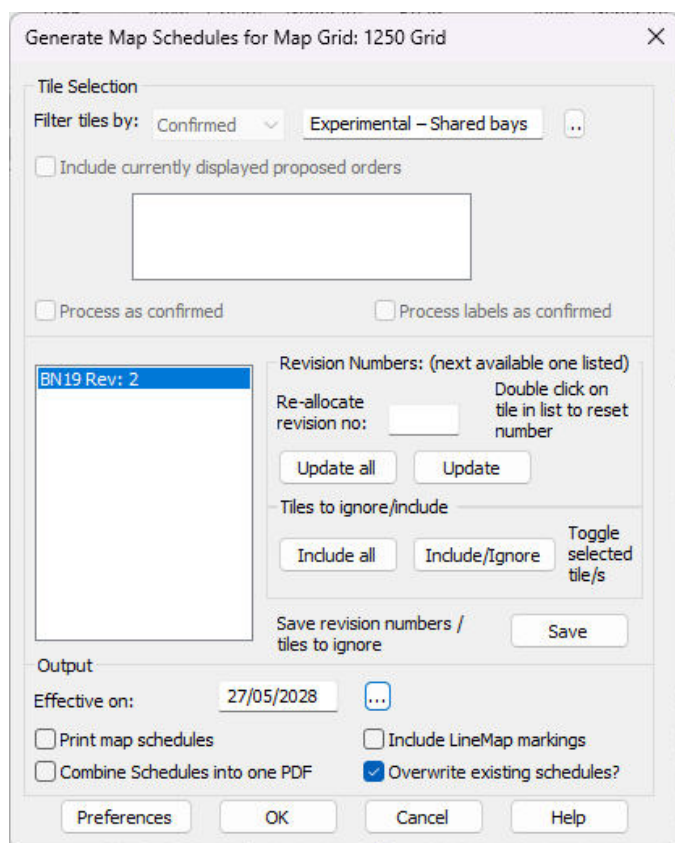 Generate Map Schedules for Map Grid: 1250 Grid
Tile Selection
Filter tiles by: Confirmed Experimental – Shared bays ..
Include currently displayed proposed orders
Process as confirmed Process labels as confirmed
BN19 Rev: 2
Revision Numbers: (next available one listed)
Re-allocate
revision no:
Double click on
tile in list to reset
number
Update all Update
Tiles to ignore/include
Include all Include/Ignore
Toggle
selected
tile/s
Save revision numbers /
tiles to ignore
Save
Output
Effective on: 27/05/2028 ...
Print map schedules Include LineMap markings
Combine Schedules into one PDF Overwrite existing schedules?
Preferences OK Cancel Help